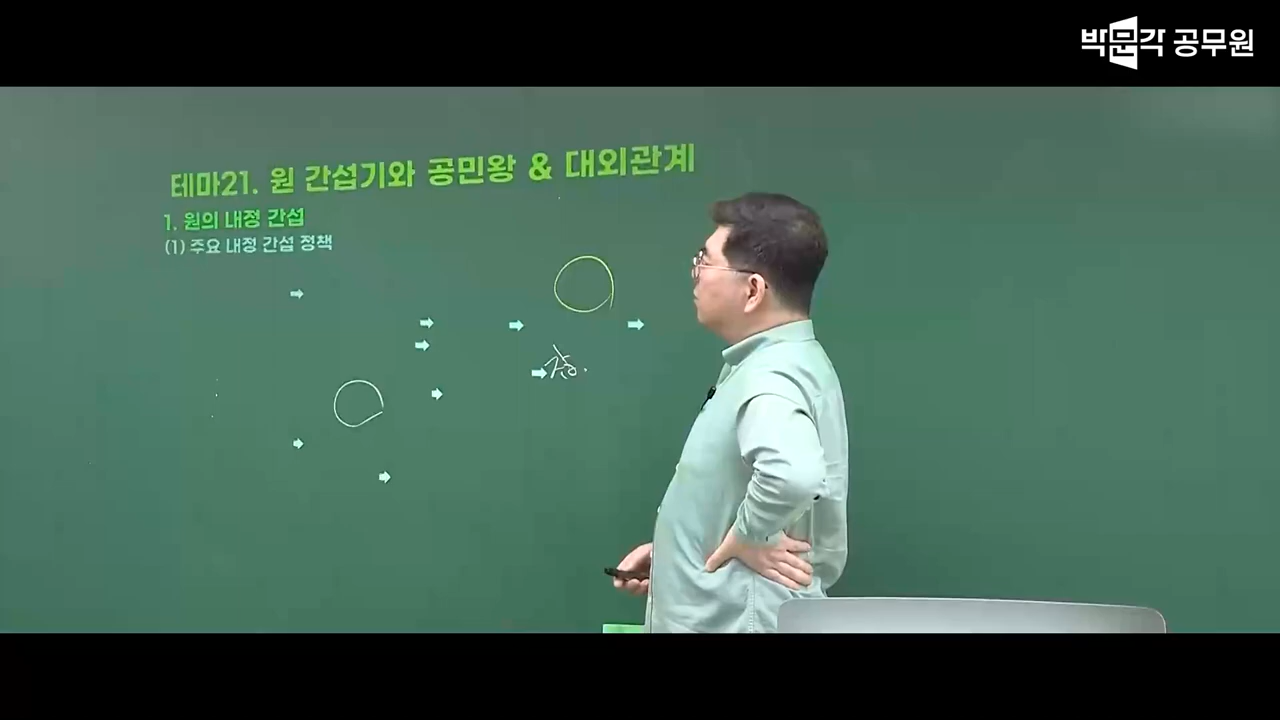 박문각 공무원
테마21. 원 간섭기와 공민왕 & 대외관계
1. 원의 내정 간섭
(1) 주요 내정 간섭 정책